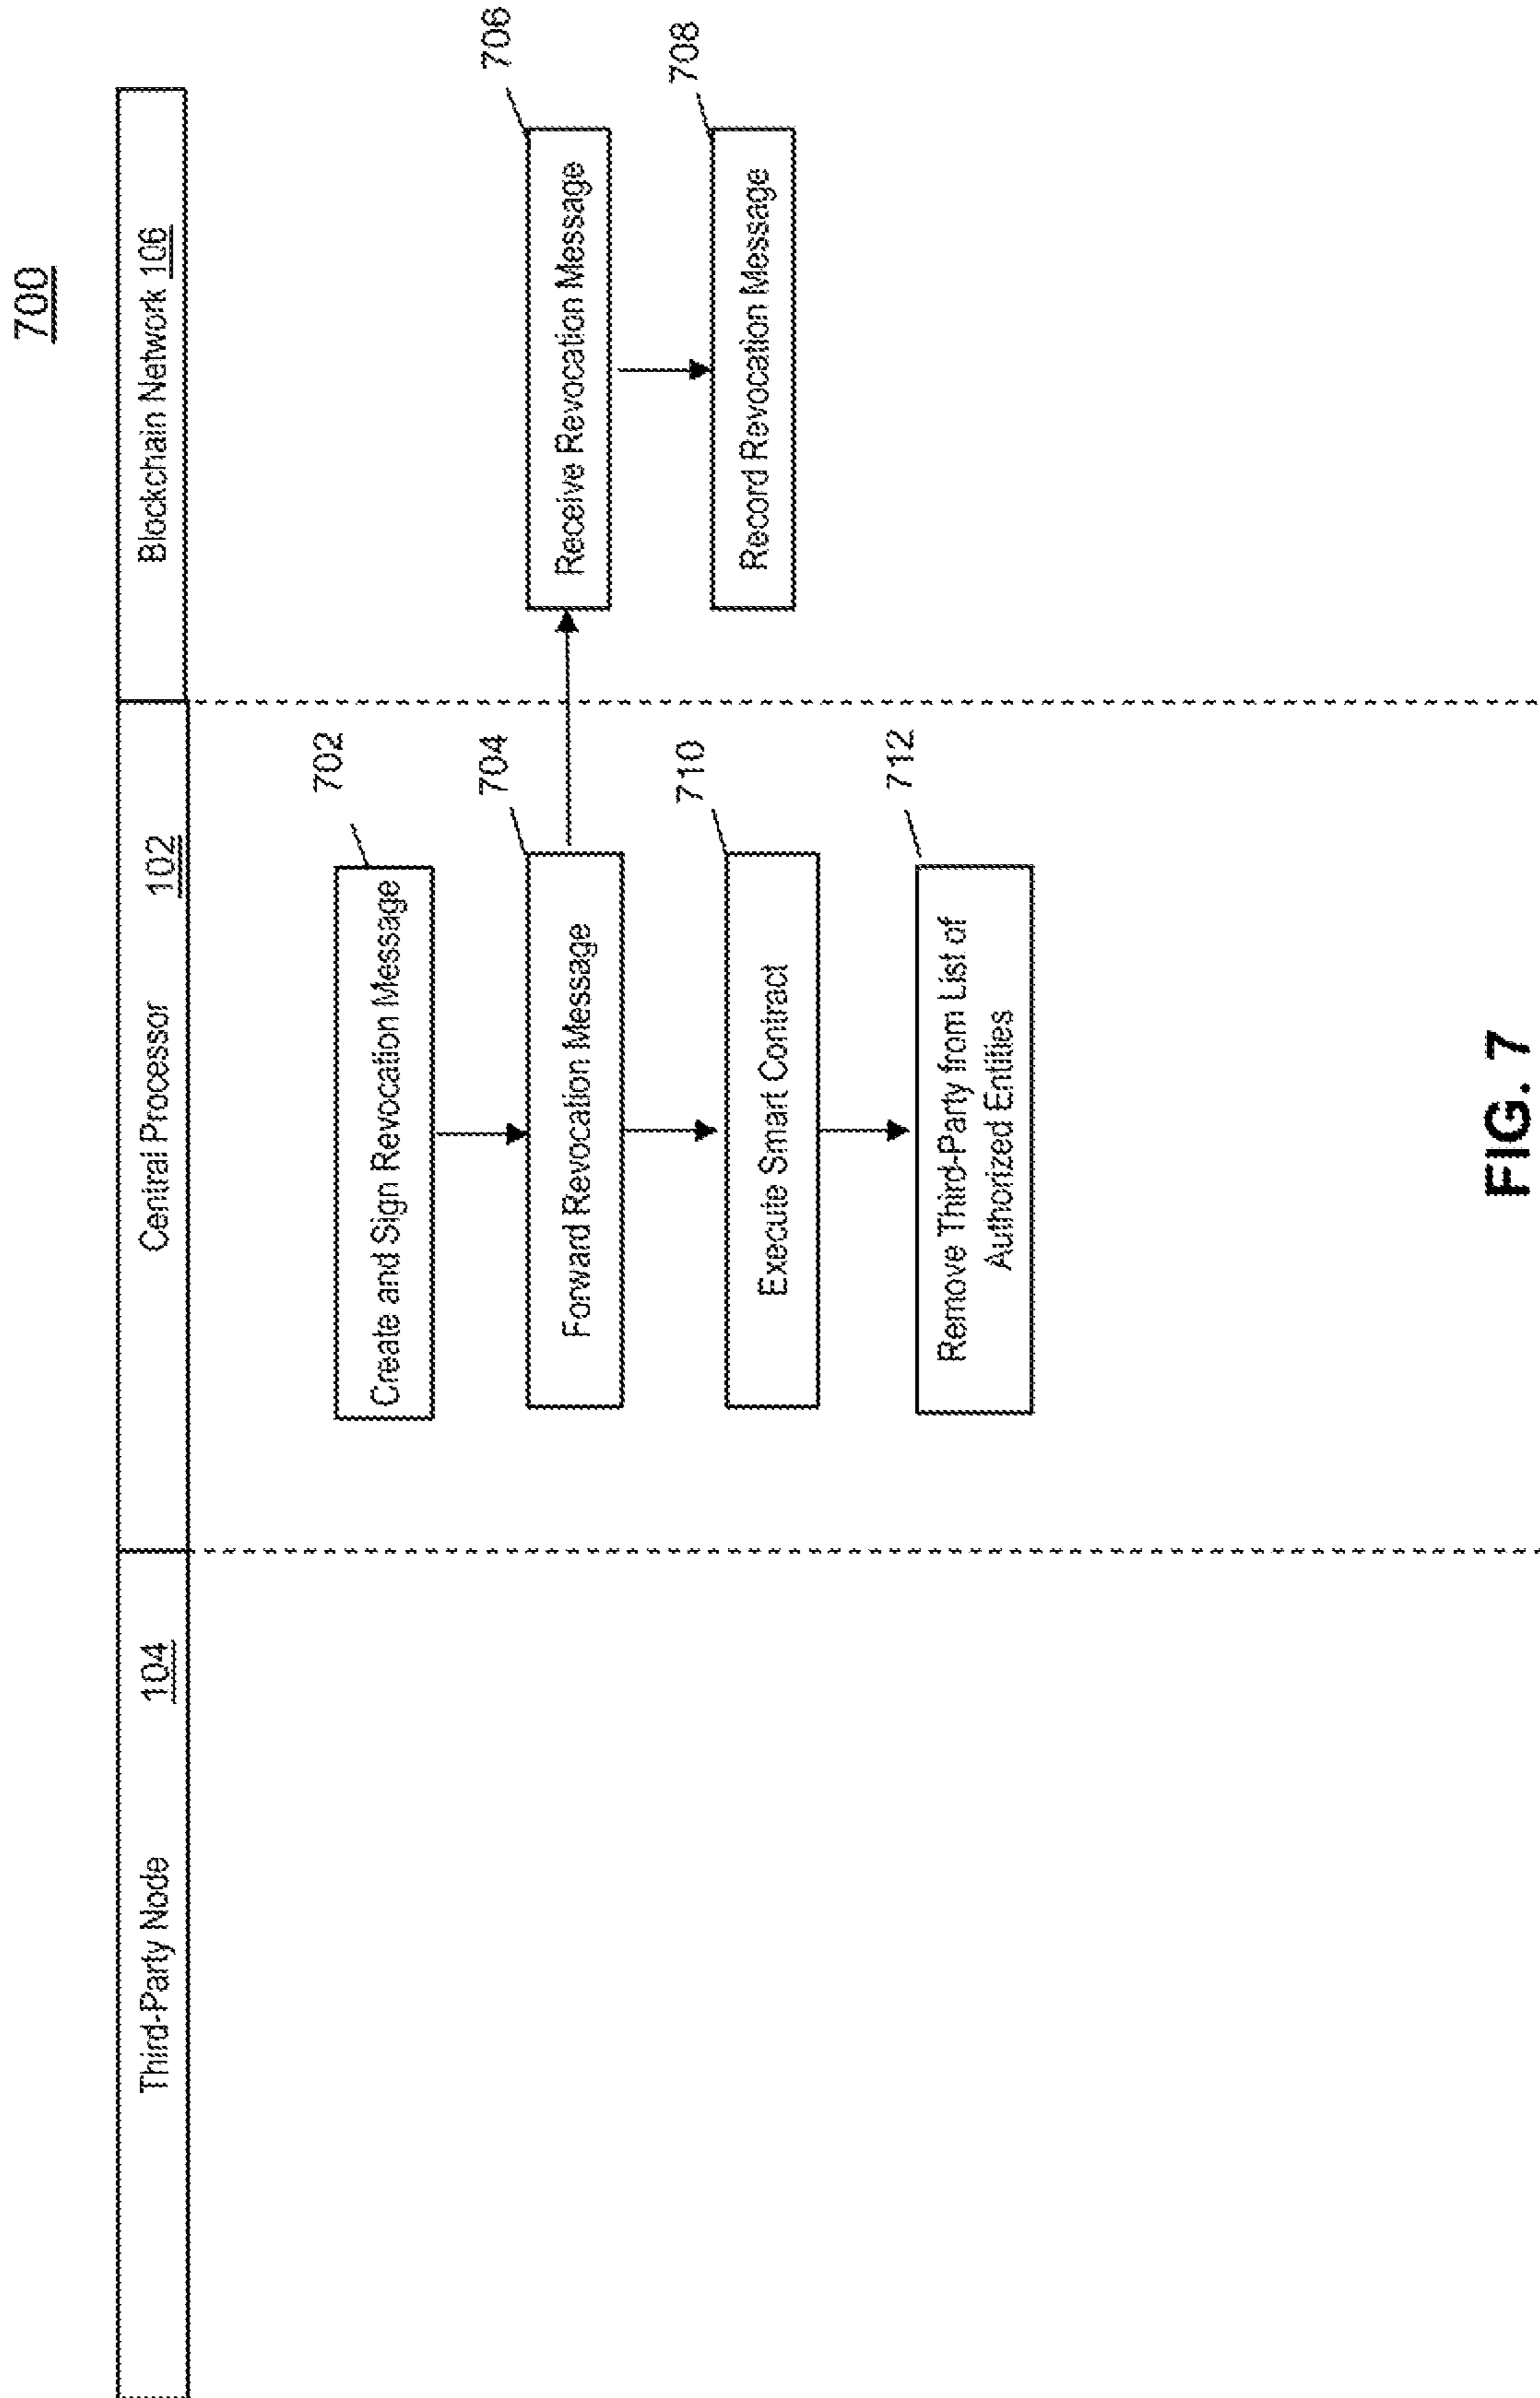 700
Third-Party Node 104
Central Processor 102
Blockchain Network 106
702
Create and Sign Revocation Message
704
Forward Revocation Message
706
Receive Revocation Message
708
Record Revocation Message
710
Execute Smart Contract
712
Remove Third-Party from List of
Authorized Entities
FIG. 7